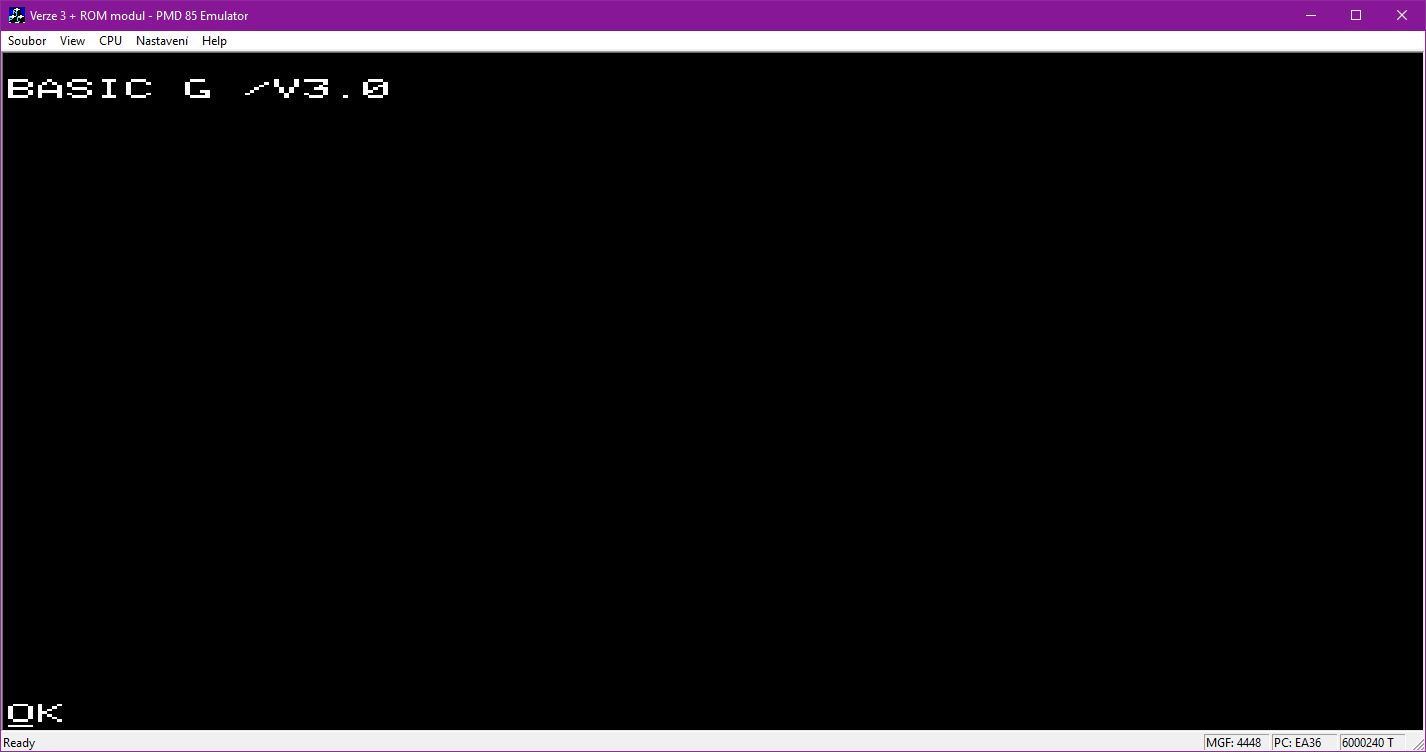 Verze 3 + ROM modul - PMD 85 Emulator
Soubor View CPU Nastavení Help
BASIC G /V3.0
OK
Ready MGF: 4448 PC: EA36 6000240 T